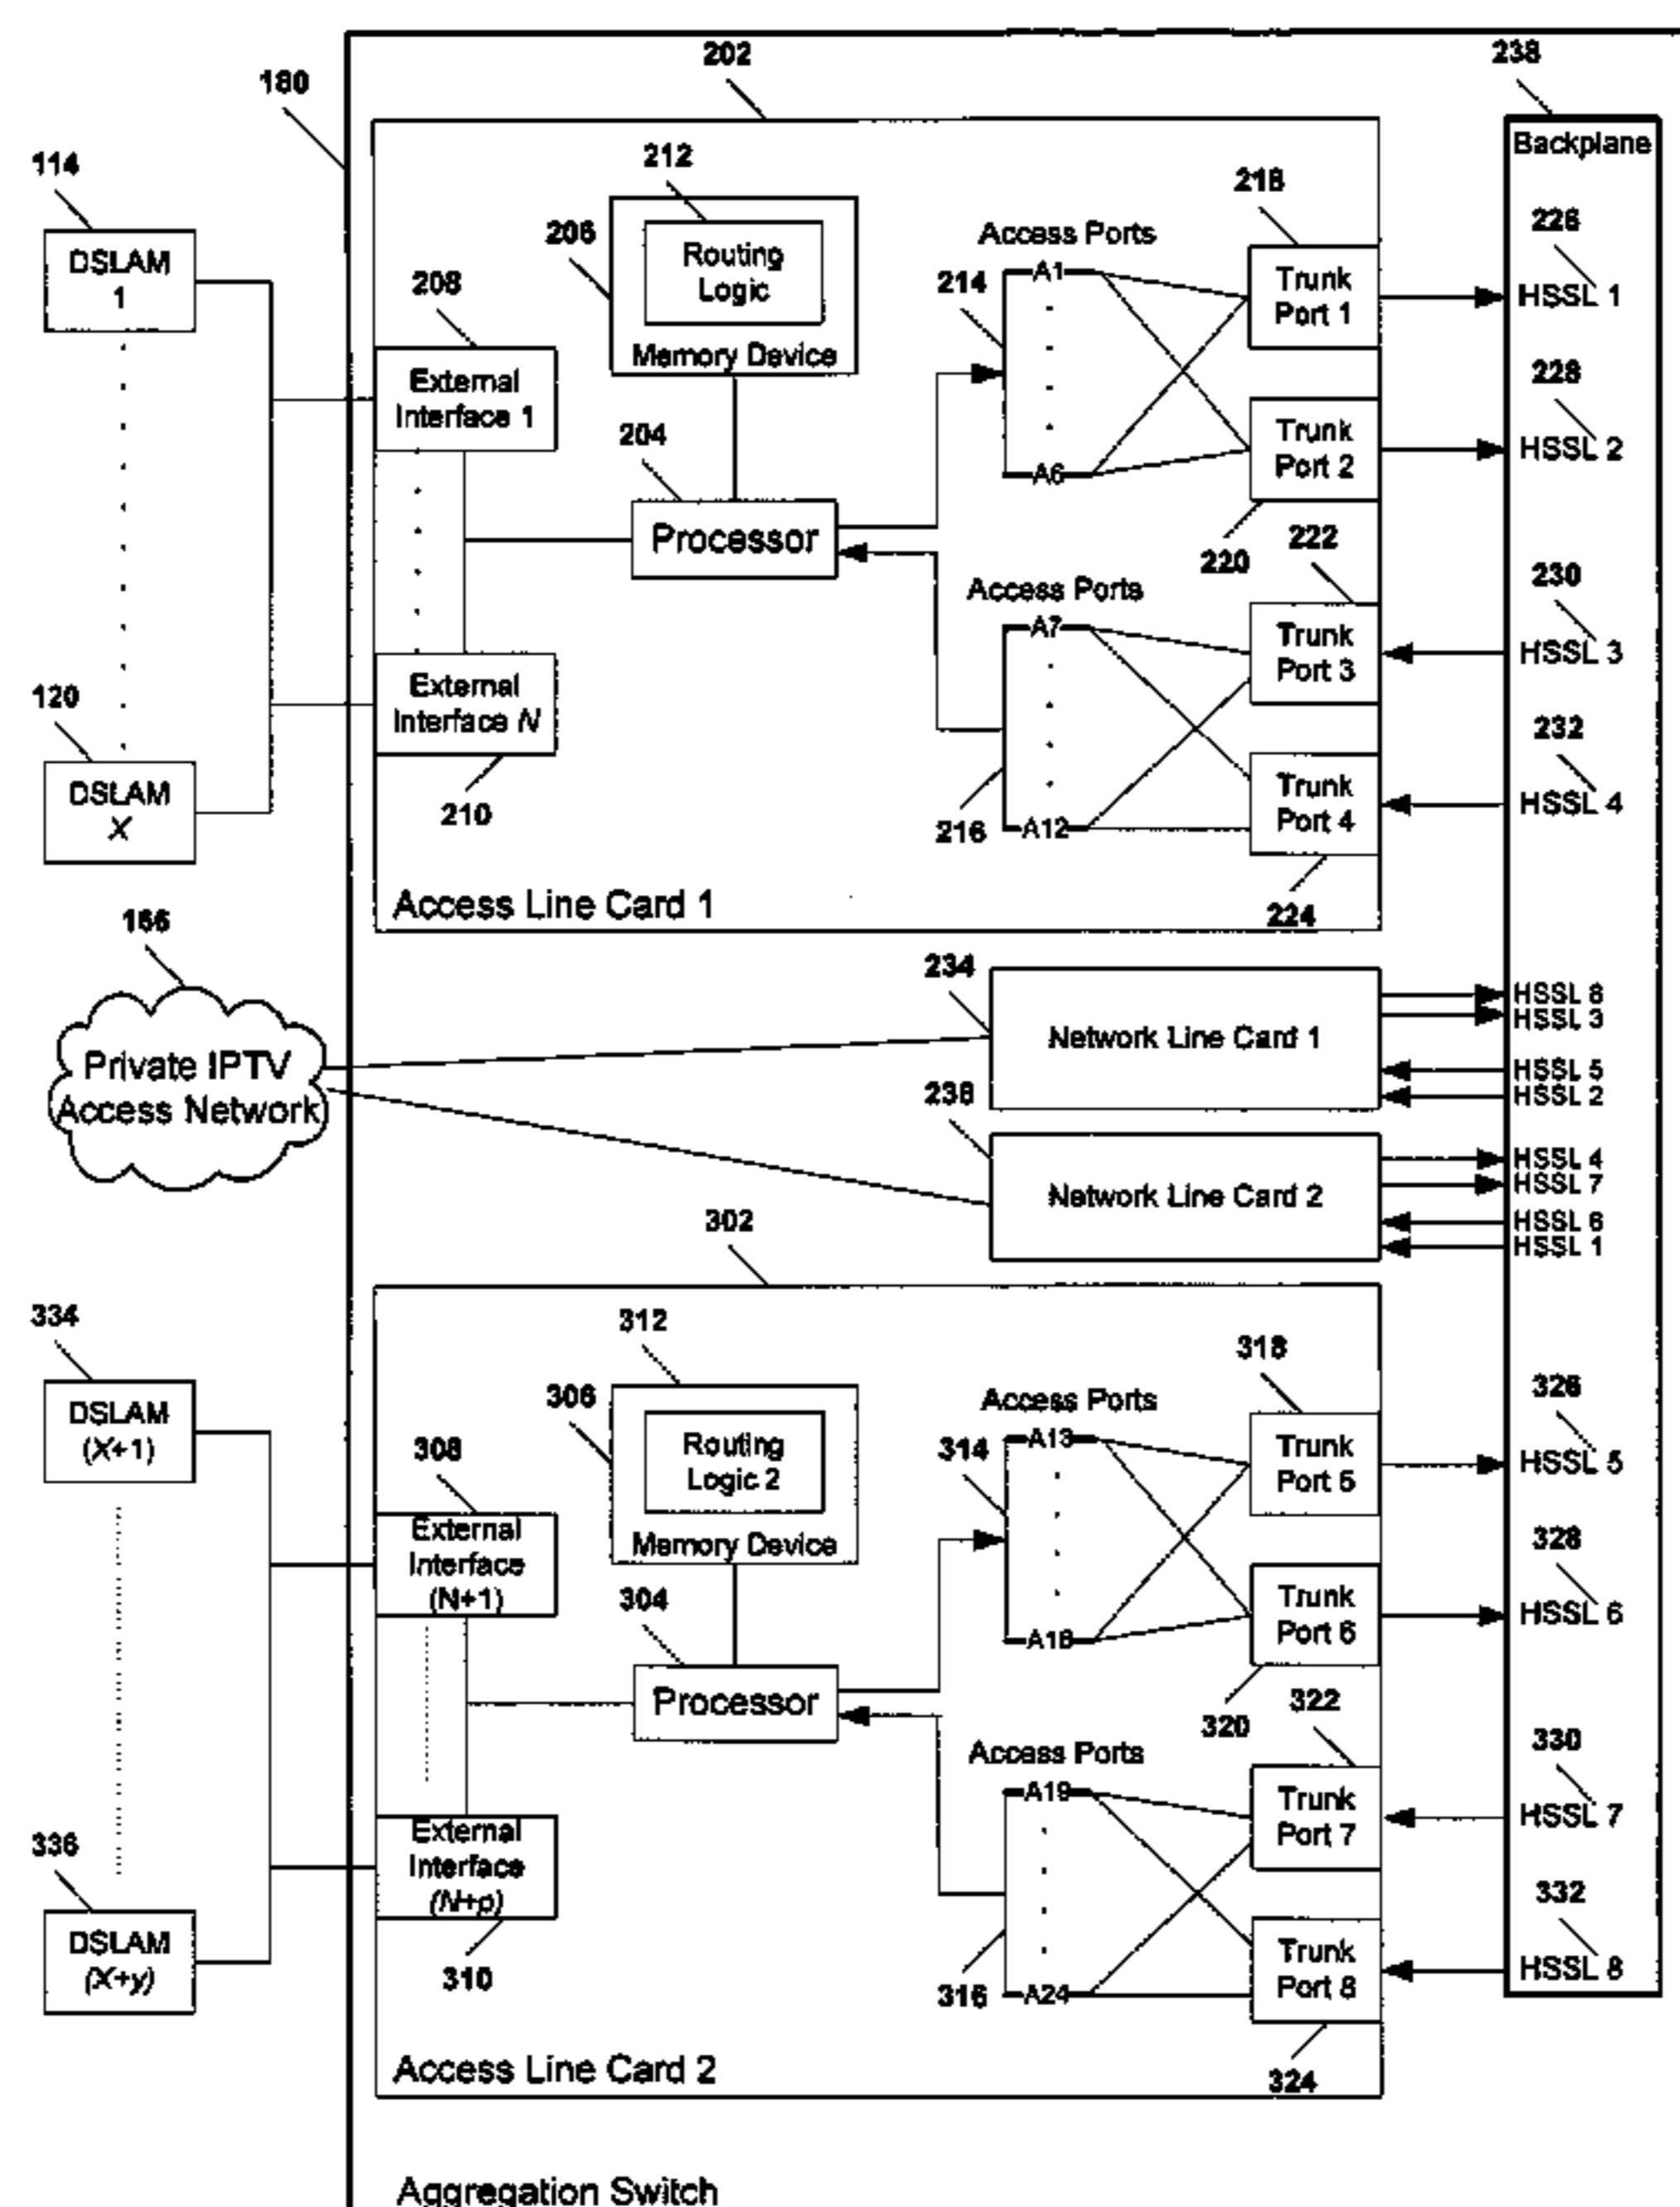 202
238
180
Backplane
114
212
218
226
DSLAM
1
206
Routing
Logic
Memory Device
Access Ports
214
A1
A6
Trunk
Port 1
HSSL 1
208
External
Interface 1
204
Processor
228
Trunk
Port 2
HSSL 2
220
222
230
Access Ports
A7
A12
216
Trunk
Port 3
HSSL 3
120
DSLAM
X
External
Interface N
210
232
Trunk
Port 4
HSSL 4
224
Access Line Card 1
166
Private IPTV
Access Network
234
Network Line Card 1
HSSL 8
HSSL 3
HSSL 5
HSSL 2
236
Network Line Card 2
HSSL 4
HSSL 7
HSSL 6
HSSL 1
302
334
312
318
326
DSLAM
(X+1)
306
Routing
Logic 2
Memory Device
Access Ports
314
A13
A18
Trunk
Port 5
HSSL 5
308
External
Interface
(N+1)
304
Processor
328
Trunk
Port 6
HSSL 6
320
322
330
Access Ports
A19
A24
316
Trunk
Port 7
HSSL 7
336
DSLAM
(X+y)
External
Interface
(N+p)
310
332
Trunk
Port 8
HSSL 8
324
Access Line Card 2
Aggregation Switch